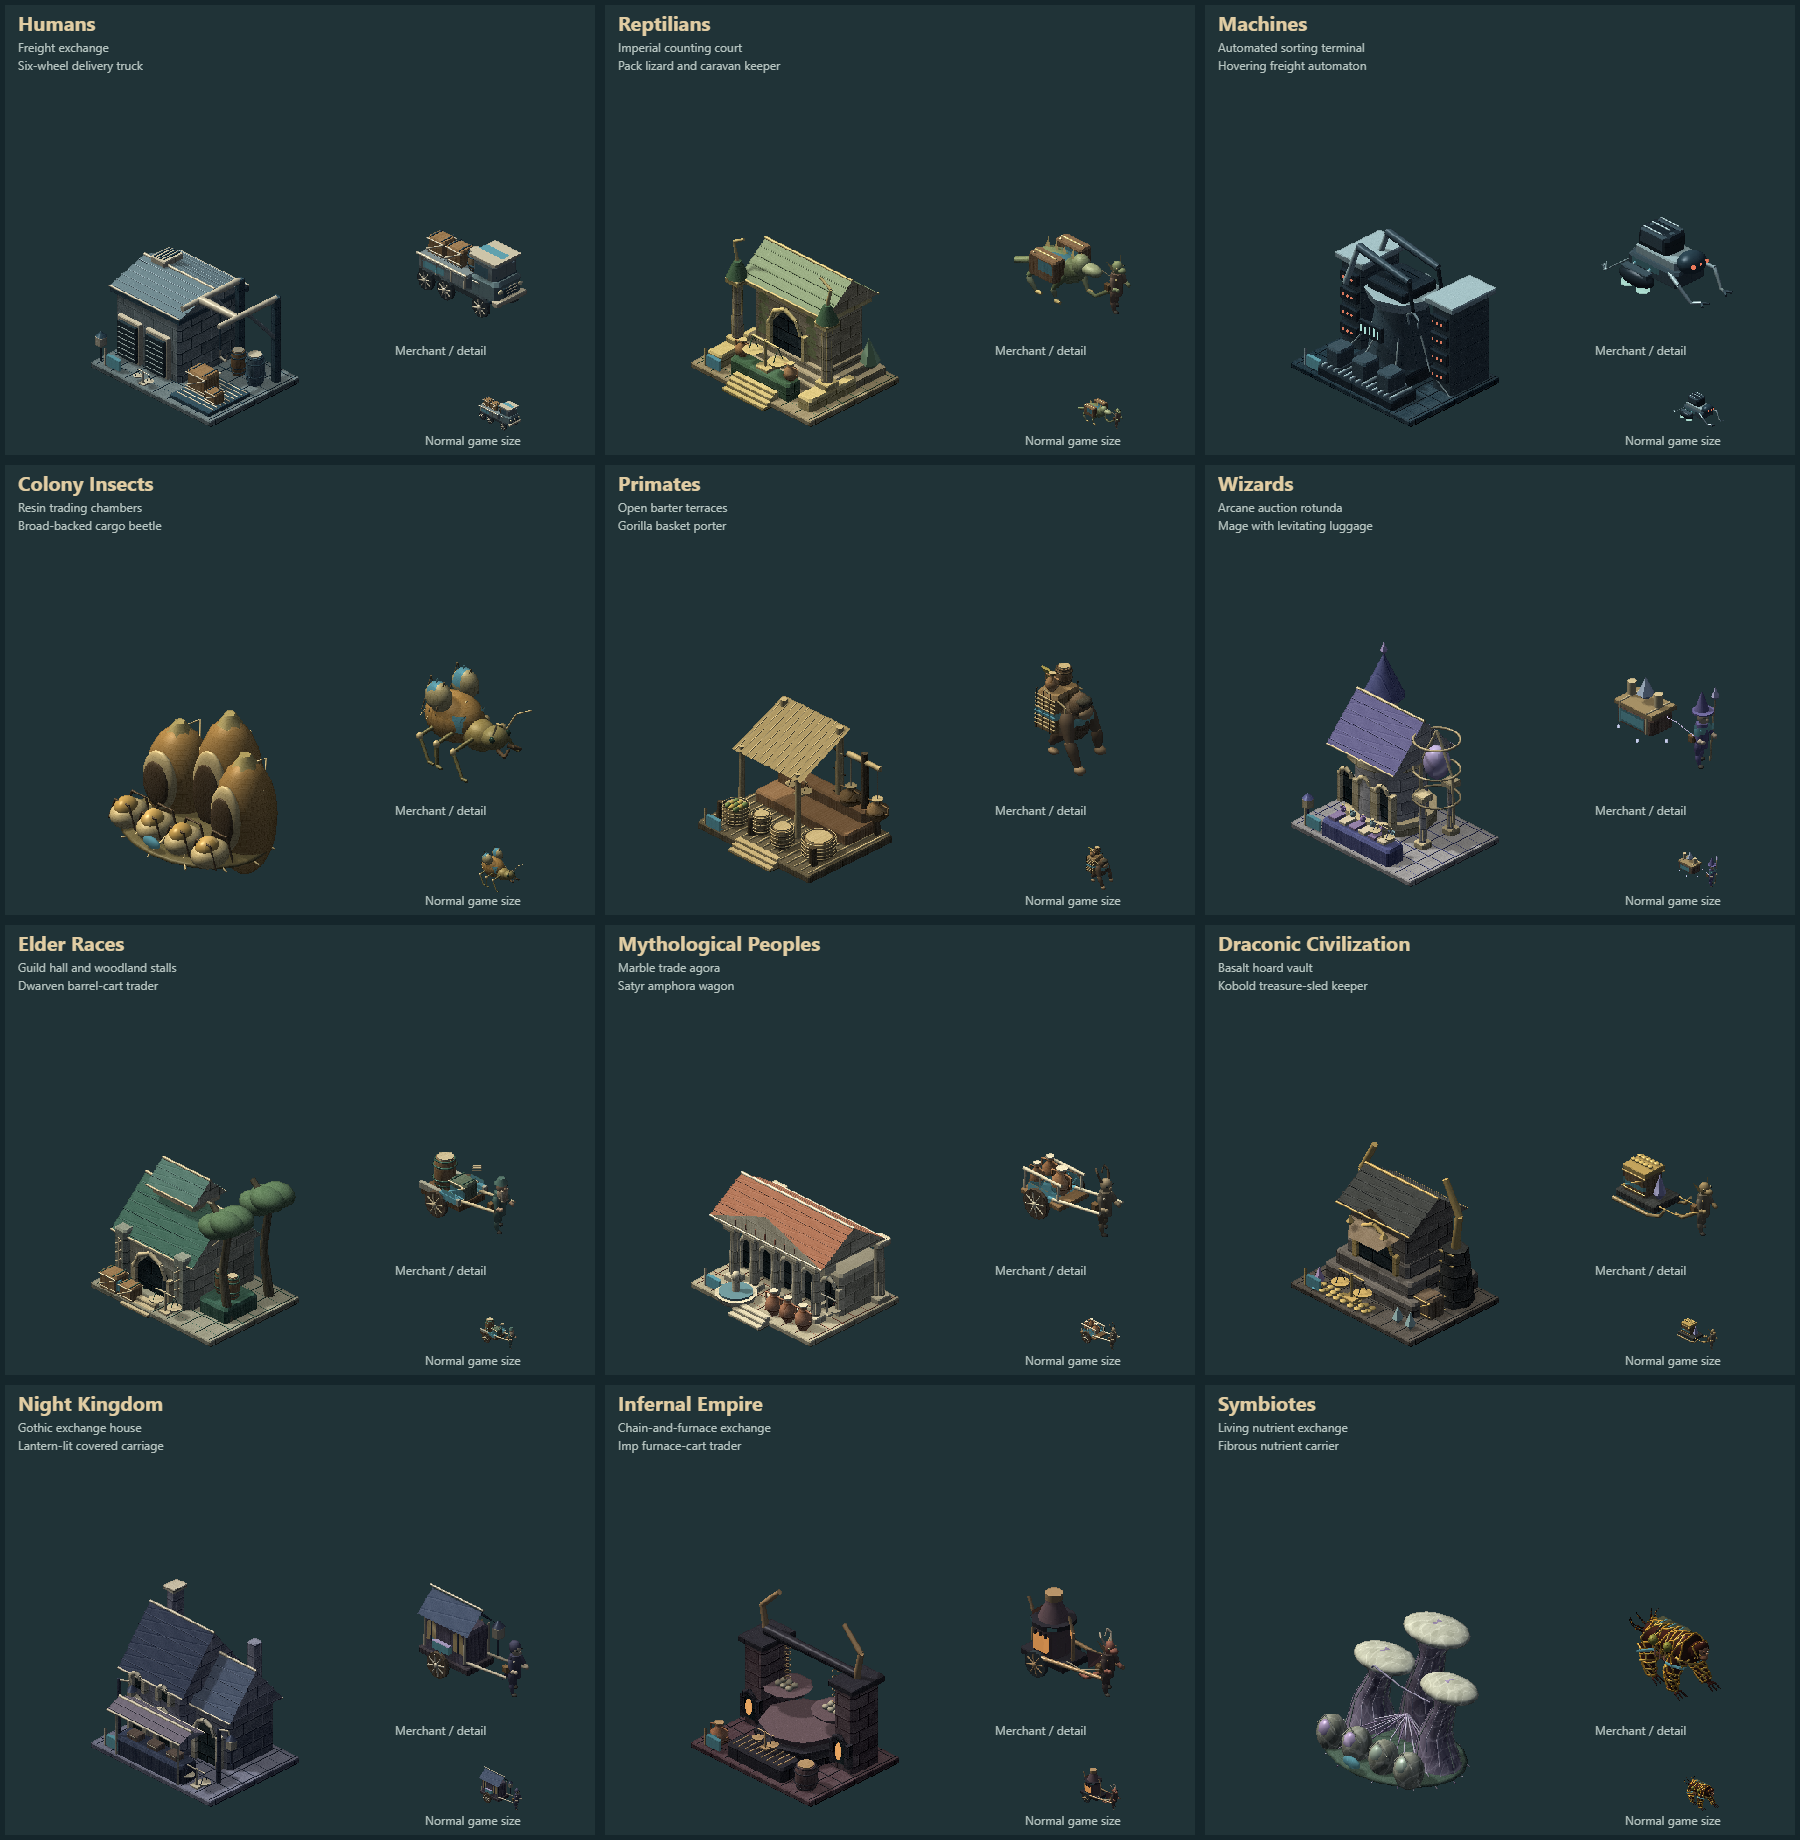 Humans
Freight exchange
Six-wheel delivery truck
Merchant / detail
Normal game size
Reptilians
Imperial counting court
Pack lizard and caravan keeper
Merchant / detail
Normal game size
Machines
Automated sorting terminal
Hovering freight automaton
Merchant / detail
Normal game size
Colony Insects
Resin trading chambers
Broad-backed cargo beetle
Merchant / detail
Normal game size
Primates
Open barter terraces
Gorilla basket porter
Merchant / detail
Normal game size
Wizards
Arcane auction rotunda
Mage with levitating luggage
Merchant / detail
Normal game size
Elder Races
Guild hall and woodland stalls
Dwarven barrel-cart trader
Merchant / detail
Normal game size
Mythological Peoples
Marble trade agora
Satyr amphora wagon
Merchant / detail
Normal game size
Draconic Civilization
Basalt hoard vault
Kobold treasure-sled keeper
Merchant / detail
Normal game size
Night Kingdom
Gothic exchange house
Lantern-lit covered carriage
Merchant / detail
Normal game size
Infernal Empire
Chain-and-furnace exchange
Imp furnace-cart trader
Merchant / detail
Normal game size
Symbiotes
Living nutrient exchange
Fibrous nutrient carrier
Merchant / detail
Normal game size